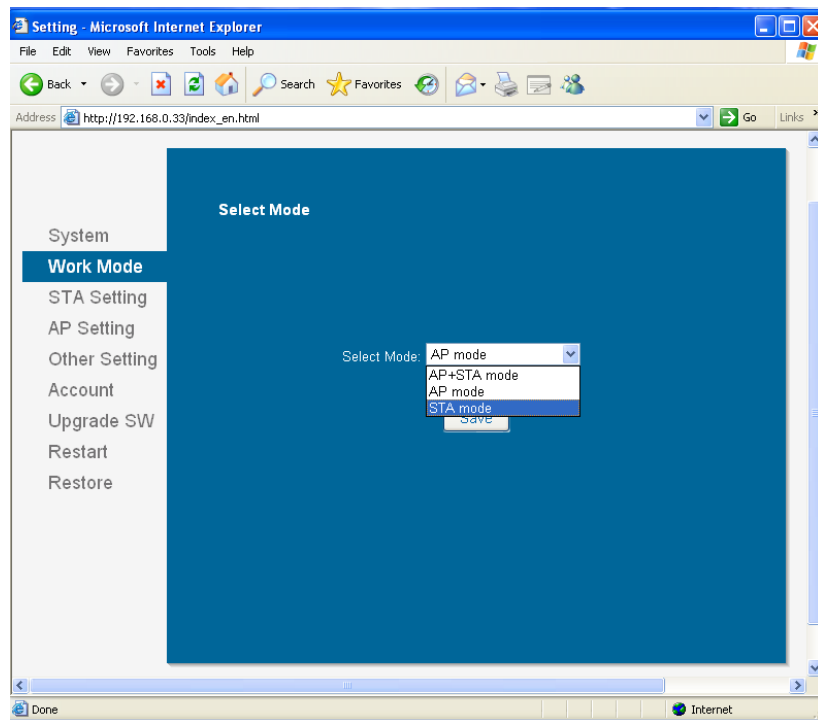 Setting - Microsoft Internet Explorer
File Edit View Favorites Tools Help
Back Search Favorites
Address http://192.168.0.33/index_en.html Go Links
Select Mode
System
Work Mode
STA Setting
AP Setting
Other Setting
Account
Upgrade SW
Restart
Restore
Select Mode: AP mode
AP+STA mode
AP mode
STA mode
Save
Done Internet